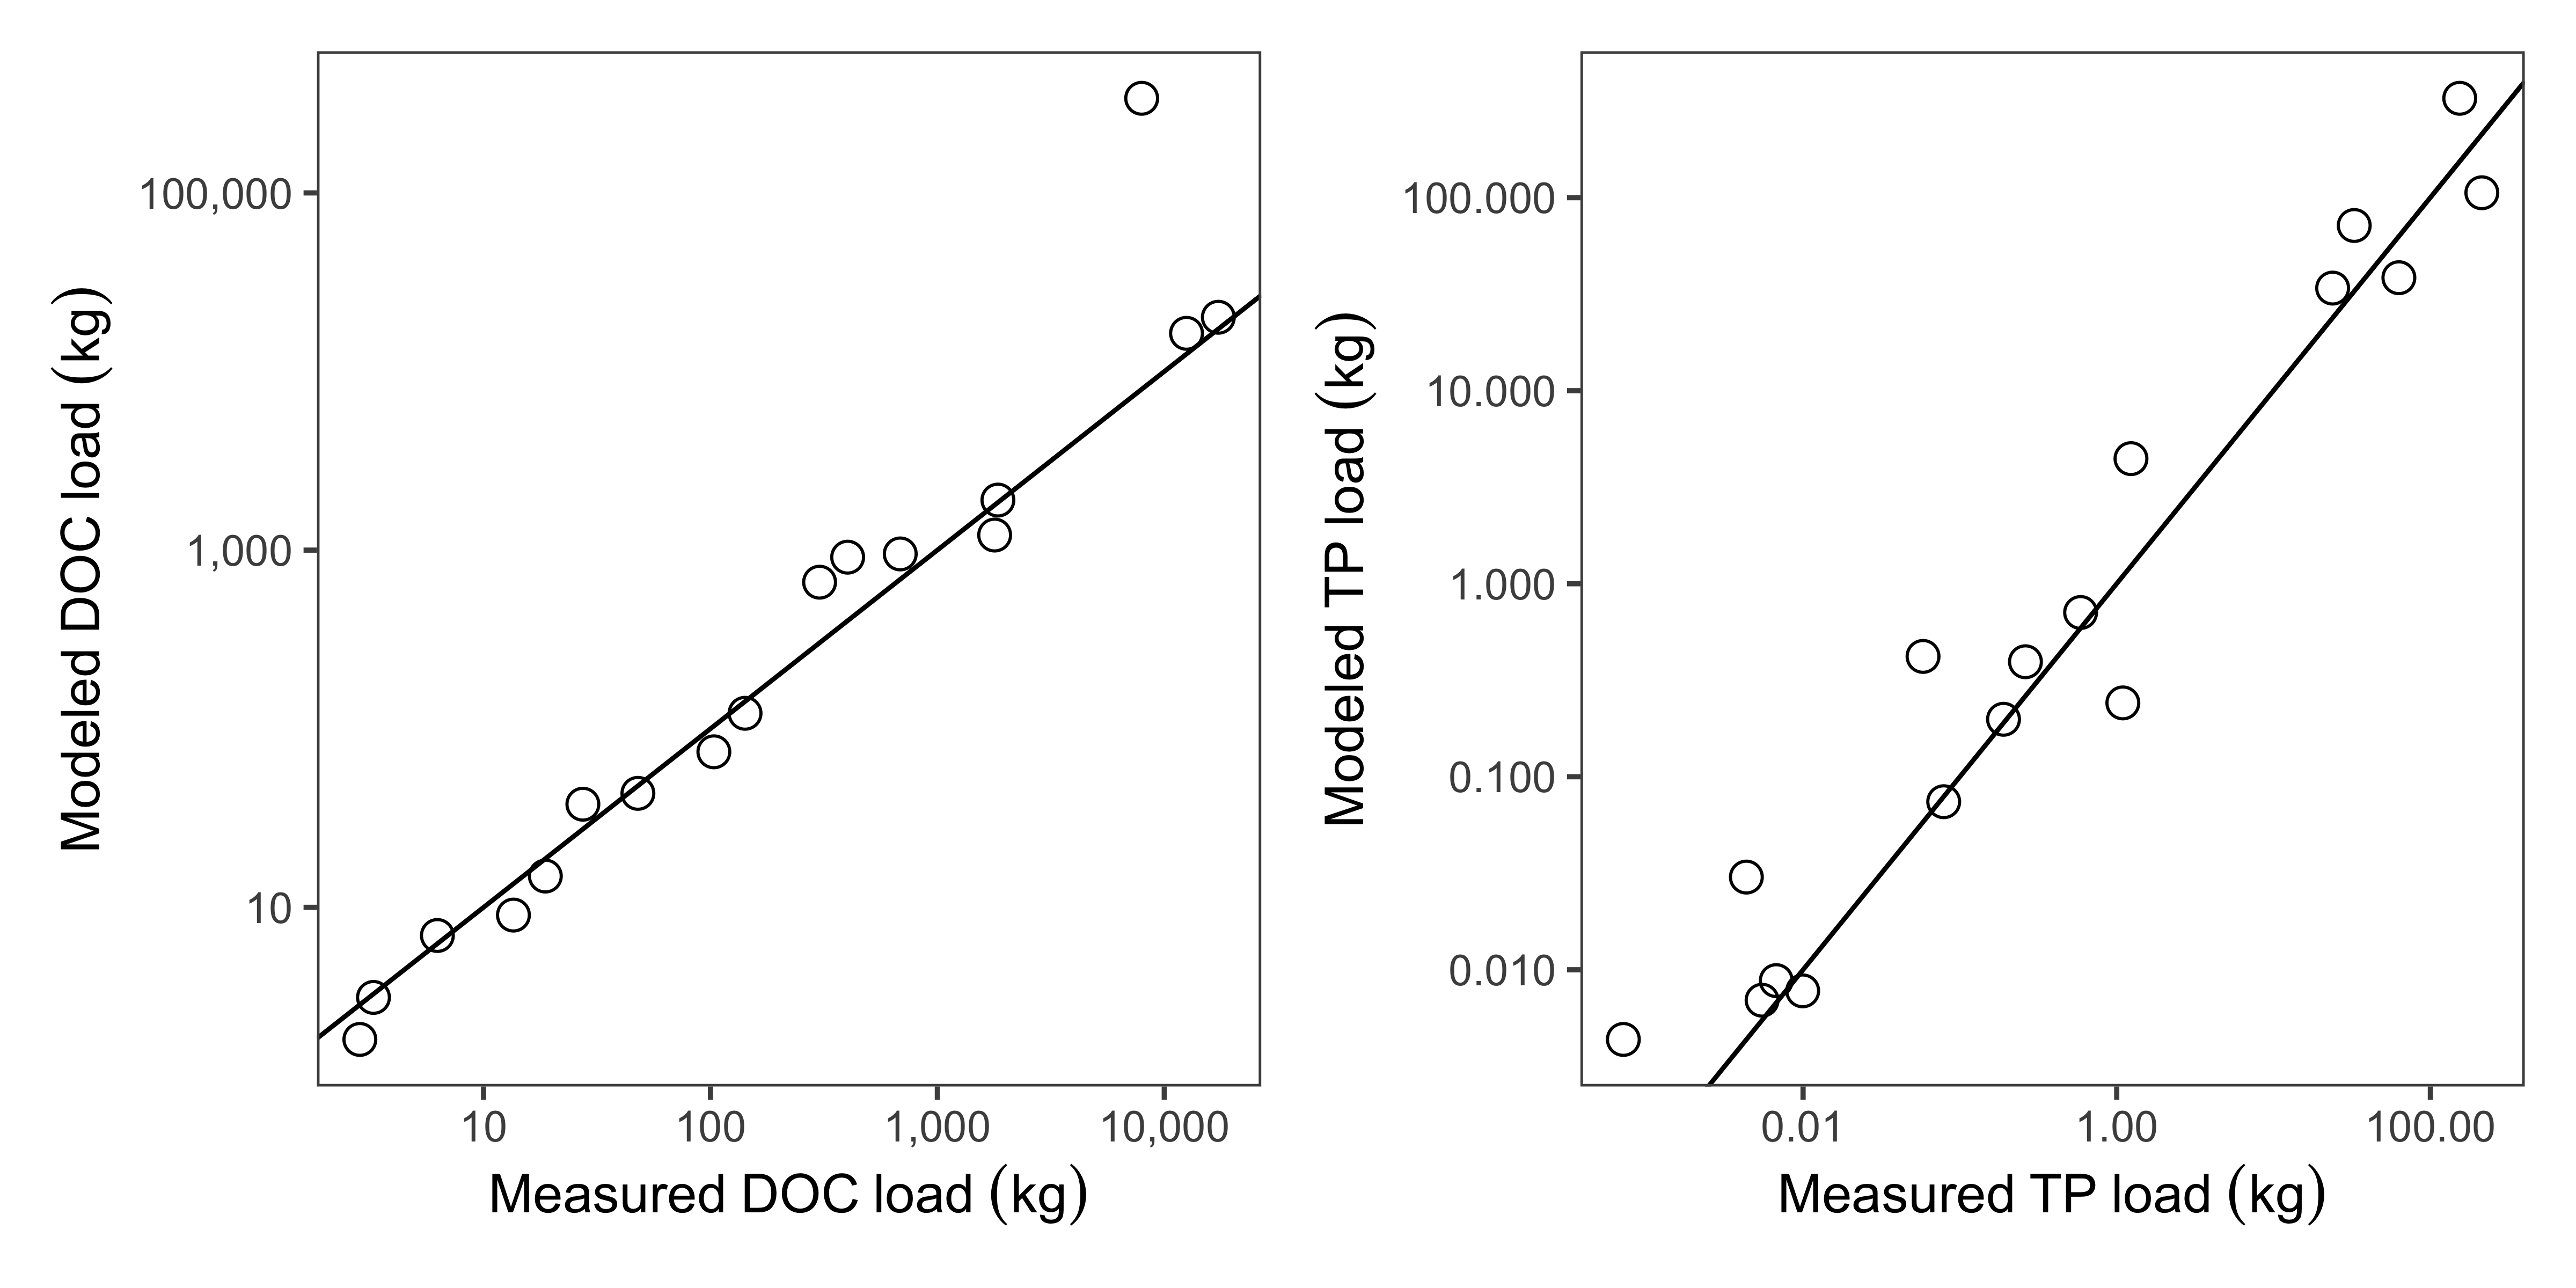 Modeled DOC load (kg)
100,000
1,000
10
10 100 1,000 10,000
Measured DOC load (kg)
Modeled TP load (kg)
100.000
10.000
1.000
0.100
0.010
0.01 1.00 100.00
Measured TP load (kg)